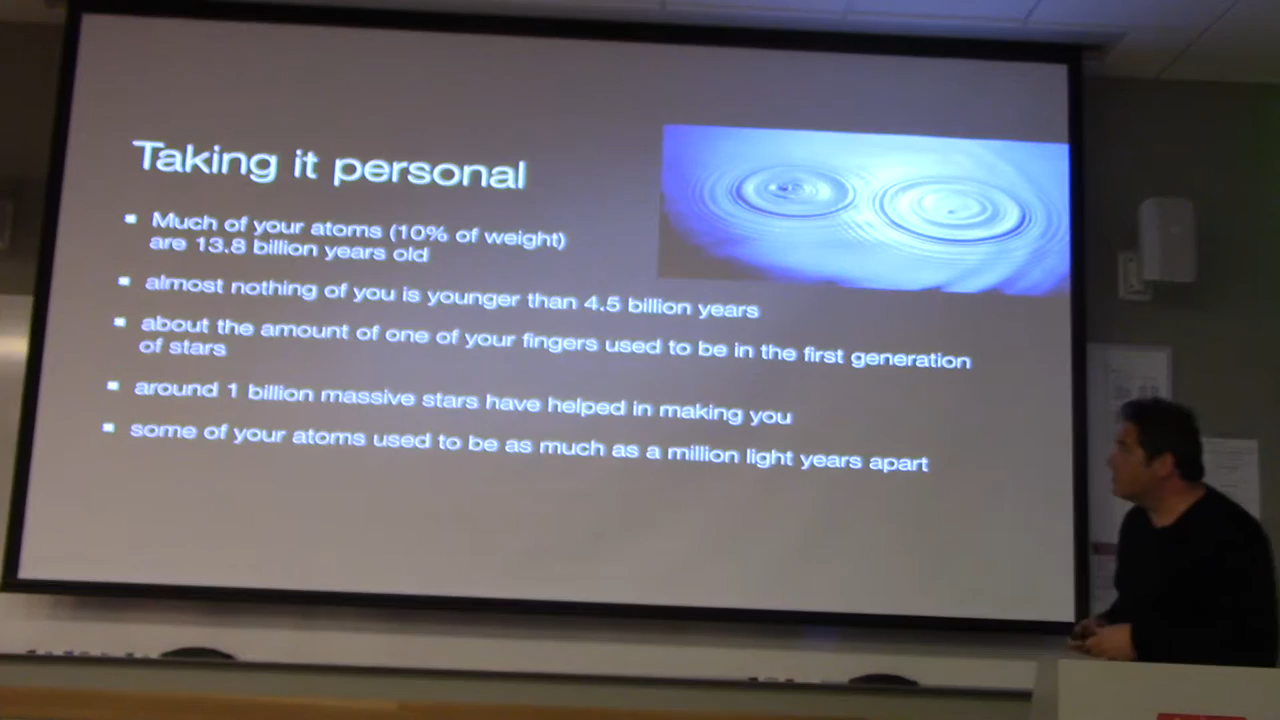 Taking it personal
▪ Much of your atoms (10% of weight)
are 13.8 billion years old
▪ almost nothing of you is younger than 4.5 billion years
▪ about the amount of one of your fingers used to be in the first generation
of stars
▪ around 1 billion massive stars have helped in making you
▪ some of your atoms used to be as much as a million light years apart